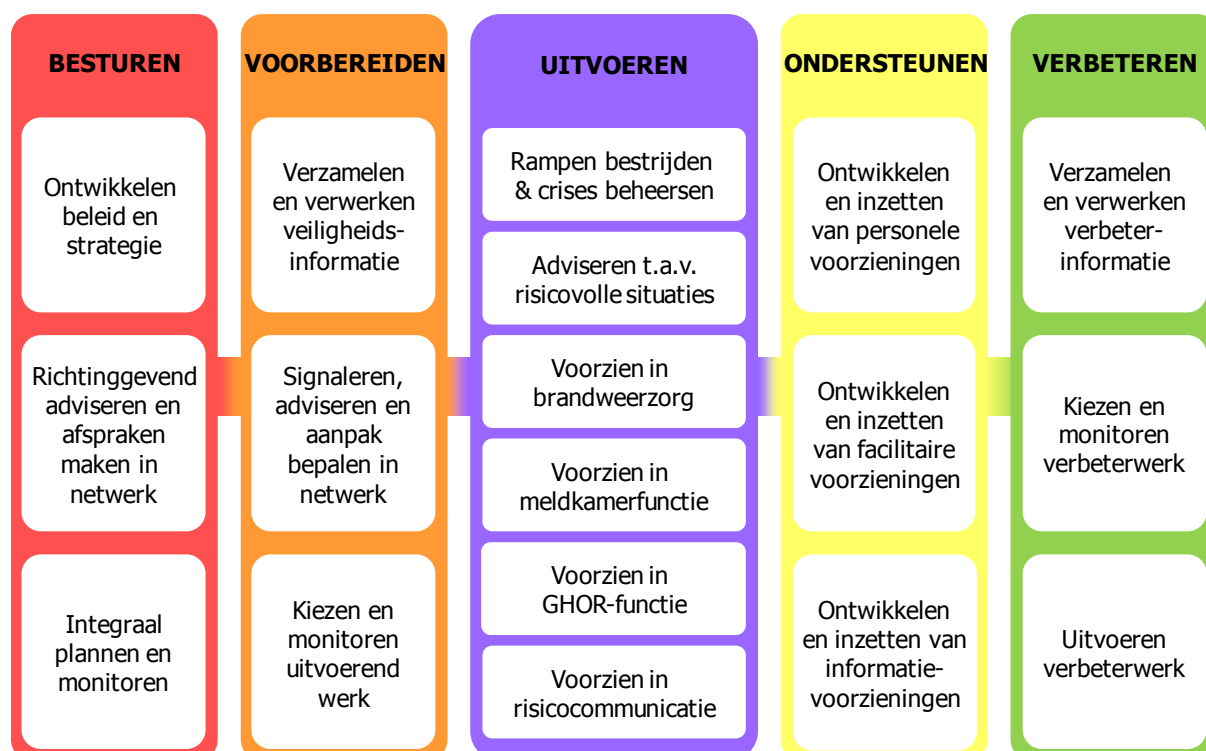 BESTUREN
Ontwikkelen
beleid en
strategie
Richtinggevend
adviseren en
afspraken
maken in
netwerk
Integraal
plannen en
monitoren
VOORBEREIDEN
Verzamelen
en verwerken
veiligheids-
informatie
Signaleren,
adviseren en
aanpak
bepalen in
netwerk
Kiezen en
monitoren
uitvoerend
werk
UITVOEREN
Rampen bestrijden
& crises beheersen
Adviseren t.a.v.
risicovolle situaties
Voorzien in
brandweerzorg
Voorzien in
meldkamerfunctie
Voorzien in
GHOR-functie
Voorzien in
risicocommunicatie
ONDERSTEUNEN
Ontwikkelen
en inzetten
van personele
voorzieningen
Ontwikkelen
en inzetten
van facilitaire
voorzieningen
Ontwikkelen
en inzetten van
informatie-
voorzieningen
VERBETEREN
Verzamelen
en verwerken
verbeter-
informatie
Kiezen en
monitoren
verbeterwerk
Uitvoeren
verbeterwerk